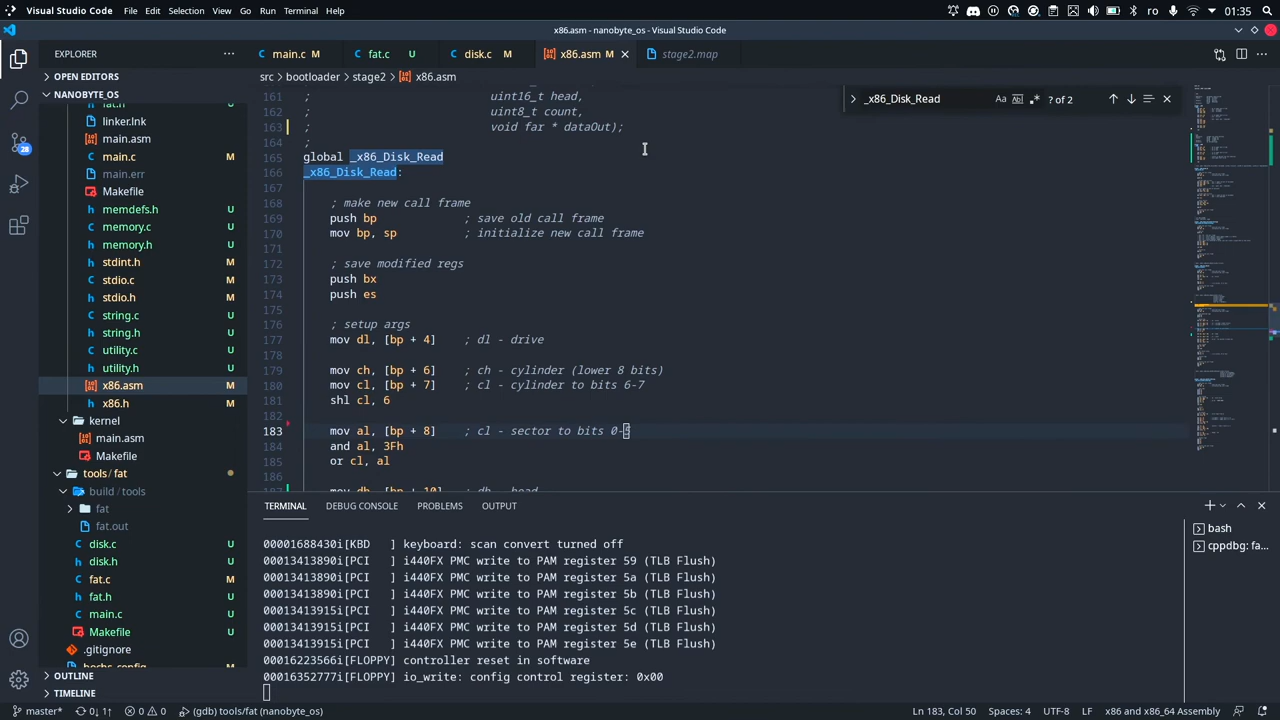 Visual Studio Code File Edit Selection View Go Run Terminal Help ro 01:35
x86.asm - nanobyte_os - Visual Studio Code
EXPLORER
OPEN EDITORS
NANOBYTE_OS
fat.h U
linker.lnk
main.asm
main.c M
main.err
Makefile
memdefs.h U
memory.c U
memory.h U
stdint.h M
stdio.c M
stdio.h M
string.c U
string.h U
utility.c U
utility.h U
x86.asm M
x86.h M
kernel
main.asm
Makefile
tools/fat
build/tools
fat
fat.out
disk.c U
disk.h U
fat.c M
fat.h U
main.c U
Makefile U
.gitignore
bochs_config
OUTLINE
TIMELINE
28
main.c M
fat.c U
disk.c M
x86.asm M
stage2.map
src > bootloader > stage2 > x86.asm
_x86_Disk_Read Aa Abl ? of 2
161 ; uint16_t head,
162 ; uint8_t count,
163 ; void far * dataOut);
164 ;
165 global _x86_Disk_Read
166 _x86_Disk_Read:
167
168 ; make new call frame
169 push bp ; save old call frame
170 mov bp, sp ; initialize new call frame
171
172 ; save modified regs
173 push bx
174 push es
175
176 ; setup args
177 mov dl, [bp + 4] ; dl - drive
178
179 mov ch, [bp + 6] ; ch - cylinder (lower 8 bits)
180 mov cl, [bp + 7] ; cl - cylinder to bits 6-7
181 shl cl, 6
182
183 mov al, [bp + 8] ; cl - sector to bits 0-5
184 and al, 3Fh
185 or cl, al
186
187 mov dh, [bp + 10] ; dh - head
TERMINAL DEBUG CONSOLE PROBLEMS OUTPUT
bash
cppdbg: fa...
00001688430i[KBD ] keyboard: scan convert turned off
00013413890i[PCI ] i440FX PMC write to PAM register 59 (TLB Flush)
00013413890i[PCI ] i440FX PMC write to PAM register 5a (TLB Flush)
00013413890i[PCI ] i440FX PMC write to PAM register 5b (TLB Flush)
00013413915i[PCI ] i440FX PMC write to PAM register 5c (TLB Flush)
00013413915i[PCI ] i440FX PMC write to PAM register 5d (TLB Flush)
00013413915i[PCI ] i440FX PMC write to PAM register 5e (TLB Flush)
00016223566i[FLOPPY] controller reset in software
00016352777i[FLOPPY] io_write: config control register: 0x00
master* 0↓ 1↑ 0 0 (gdb) tools/fat (nanobyte_os) Ln 183, Col 50 Spaces: 4 UTF-8 LF x86 and x86_64 Assembly